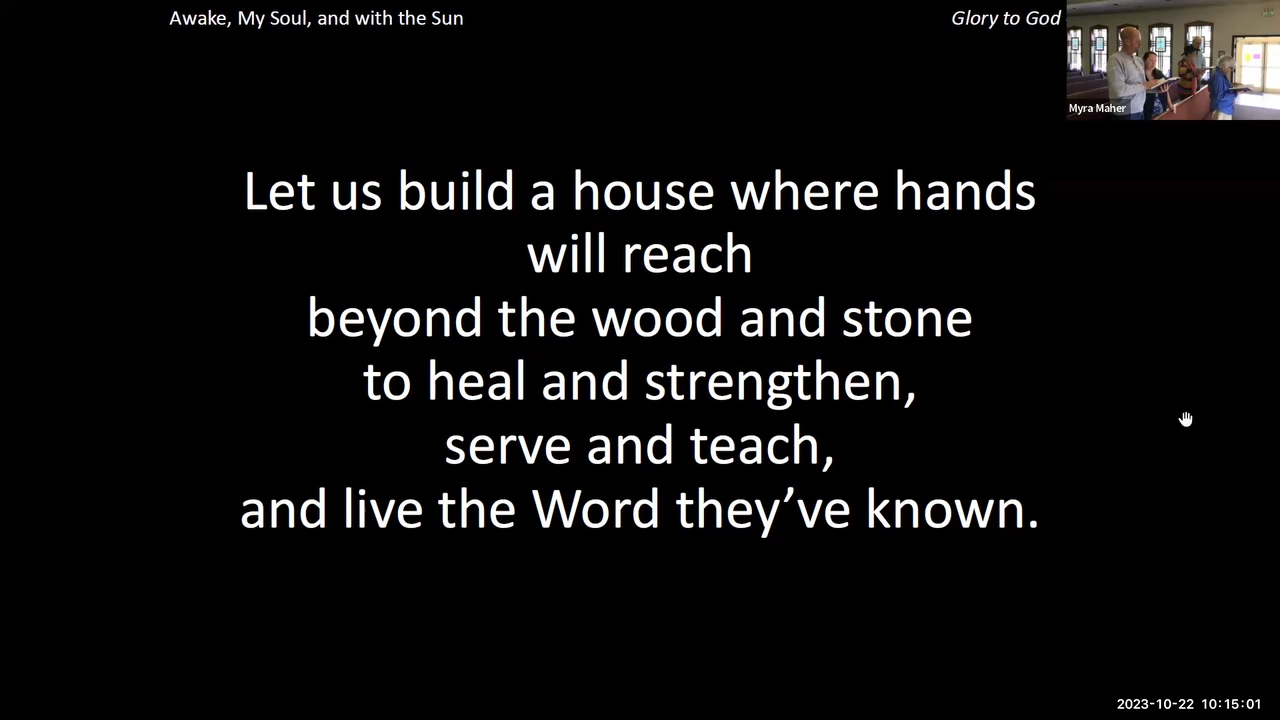 Awake, My Soul, and with the Sun
Glory to God
Myra Maher
Let us build a house where hands
will reach
beyond the wood and stone
to heal and strengthen,
serve and teach,
and live the Word they’ve known.
2023-10-22 10:15:01